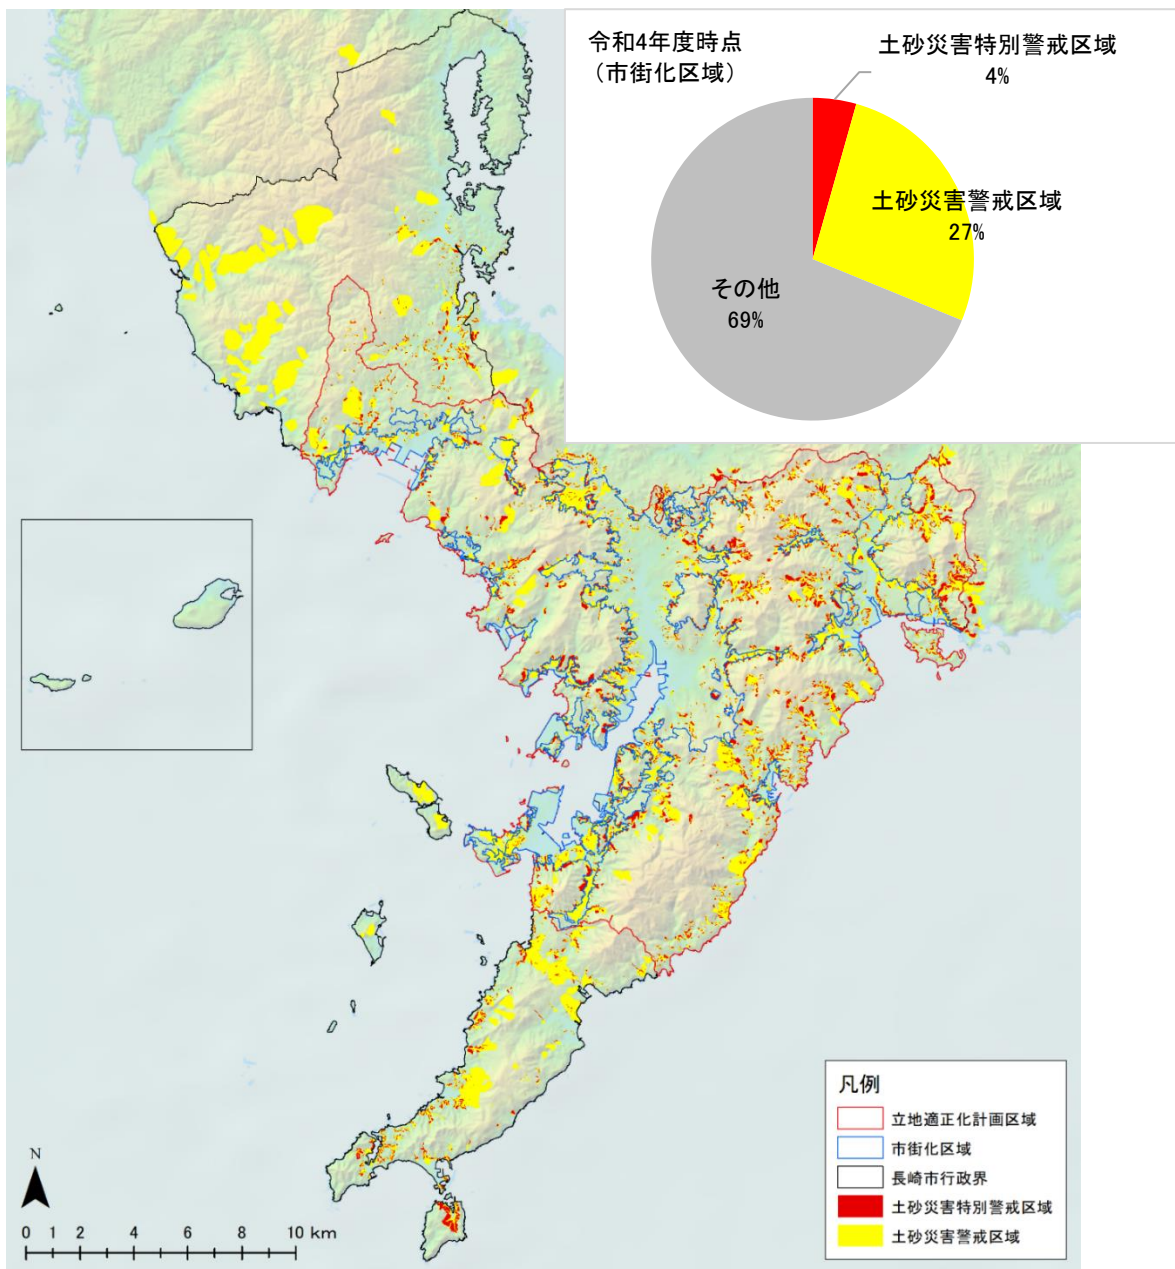 令和4年度時点
（市街化区域）
土砂災害特別警戒区域
4%
土砂災害警戒区域
27%
その他
69%
凡例
立地適正化計画区域
市街化区域
長崎市行政界
土砂災害特別警戒区域
土砂災害警戒区域
N
0 1 2 4 6 8 10 km